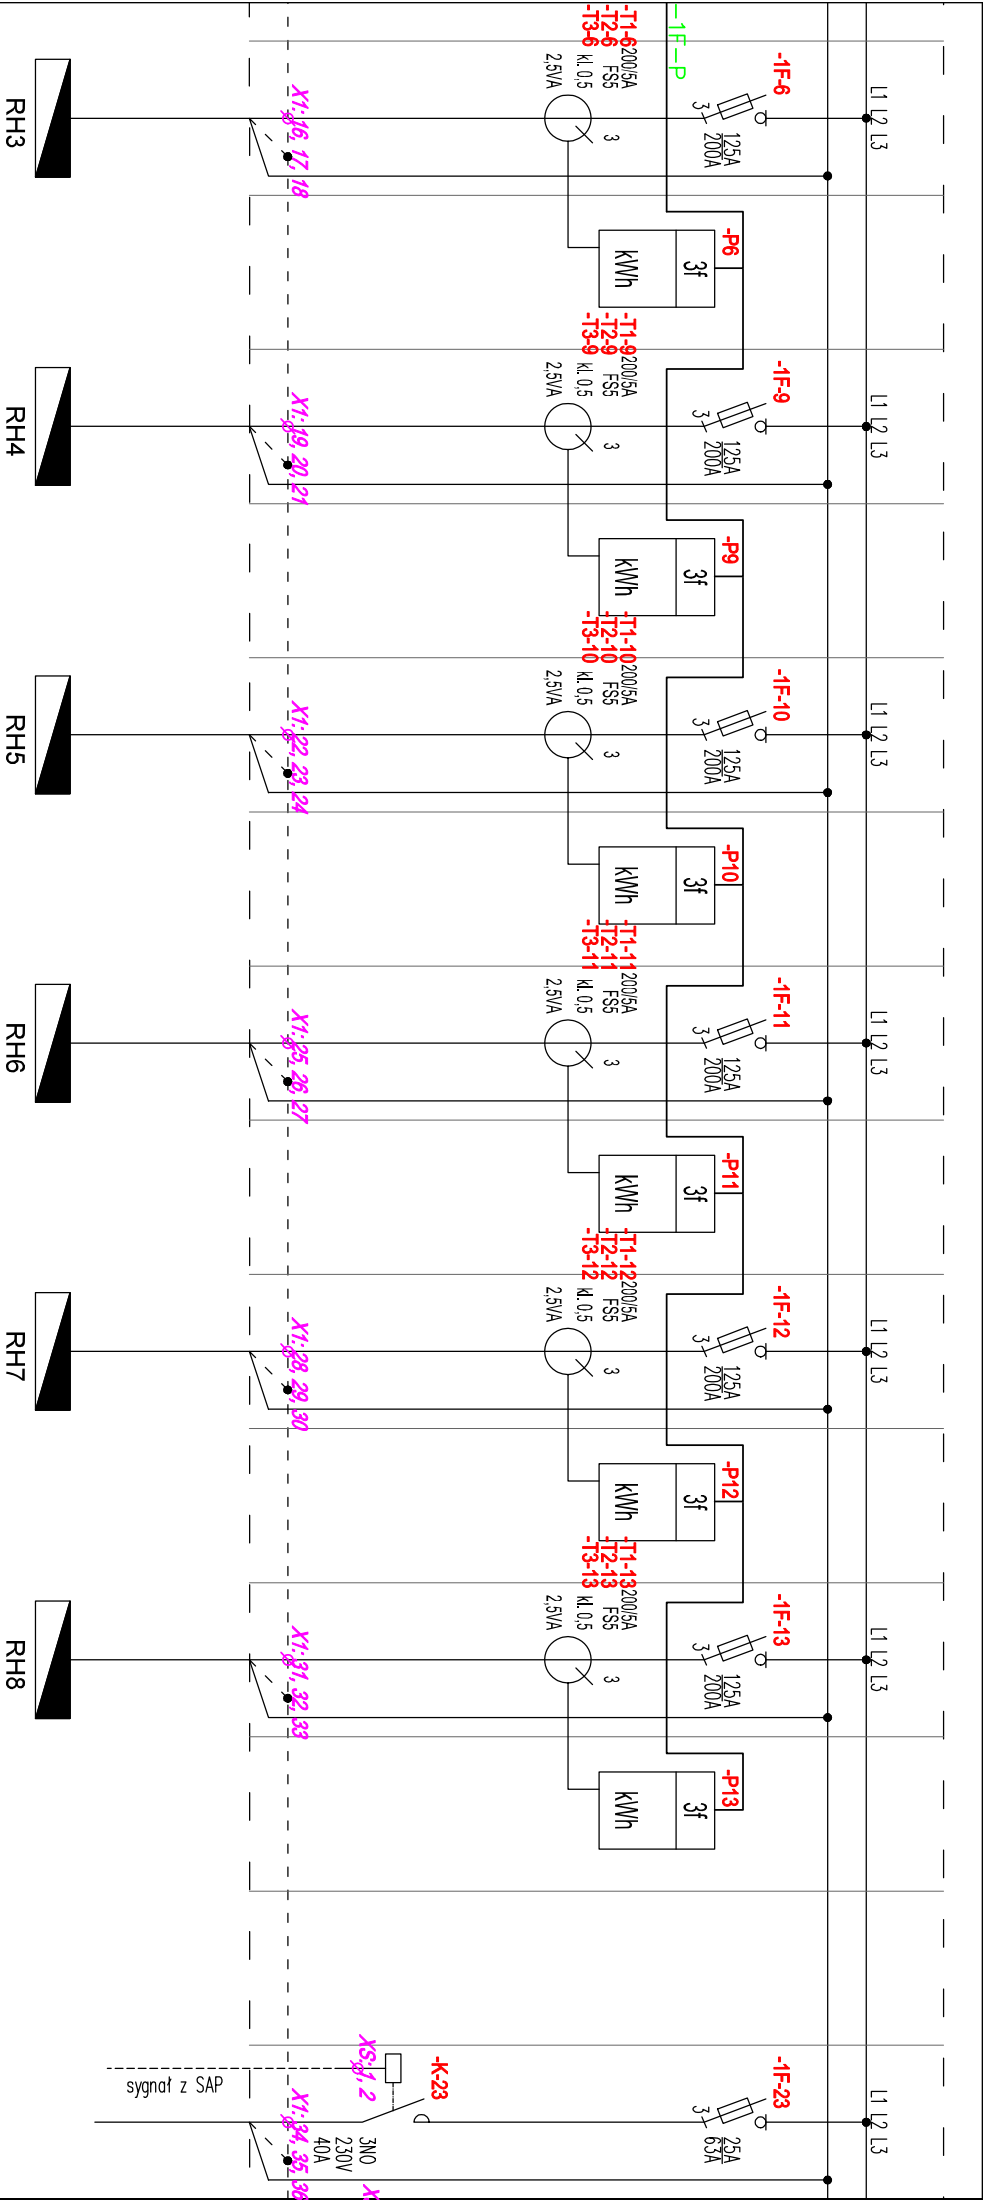 -1F-P
L1 L2 L3
-1F-6
125A
200A
3
-T1-6
-T2-6
-T3-6
200/5A
FS5
kl. 0,5
2,5VA
3
-P6
3f
kWh
X1:16, 17, 18
RH3
L1 L2 L3
-1F-9
125A
200A
3
-T1-9
-T2-9
-T3-9
200/5A
FS5
kl. 0,5
2,5VA
3
-P9
3f
kWh
X1:19, 20, 21
RH4
L1 L2 L3
-1F-10
125A
200A
3
-T1-10
-T2-10
-T3-10
200/5A
FS5
kl. 0,5
2,5VA
3
-P10
3f
kWh
X1:22, 23, 24
RH5
L1 L2 L3
-1F-11
125A
200A
3
-T1-11
-T2-11
-T3-11
200/5A
FS5
kl. 0,5
2,5VA
3
-P11
3f
kWh
X1:25, 26, 27
RH6
L1 L2 L3
-1F-12
125A
200A
3
-T1-12
-T2-12
-T3-12
200/5A
FS5
kl. 0,5
2,5VA
3
-P12
3f
kWh
X1:28, 29, 30
RH7
L1 L2 L3
-1F-13
125A
200A
3
-T1-13
-T2-13
-T3-13
200/5A
FS5
kl. 0,5
2,5VA
3
-P13
3f
kWh
X1:31, 32, 33
RH8
L1 L2 L3
-1F-23
25A
63A
3
-K-23
XS:1, 2
3NO
230V
40A
X
X1:34, 35, 36
sygnał z SAP